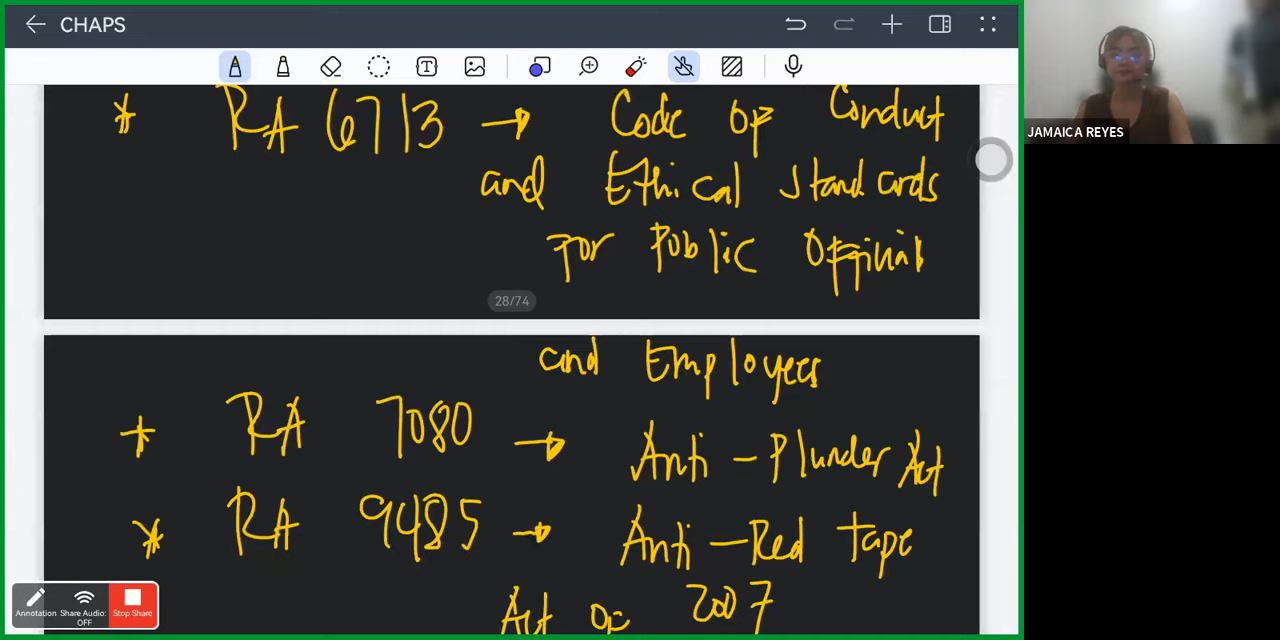 CHAPS
JAMAICA REYES
* RA 6713 → Code of Conduct
and Ethical Standards
for Public Official
28/74
and Employees
* RA 7080 → Anti-Plunder Act
* RA 9485 → Anti-Red tape
Act of 2007
Annotation
Share Audio: OFF
Stop Share